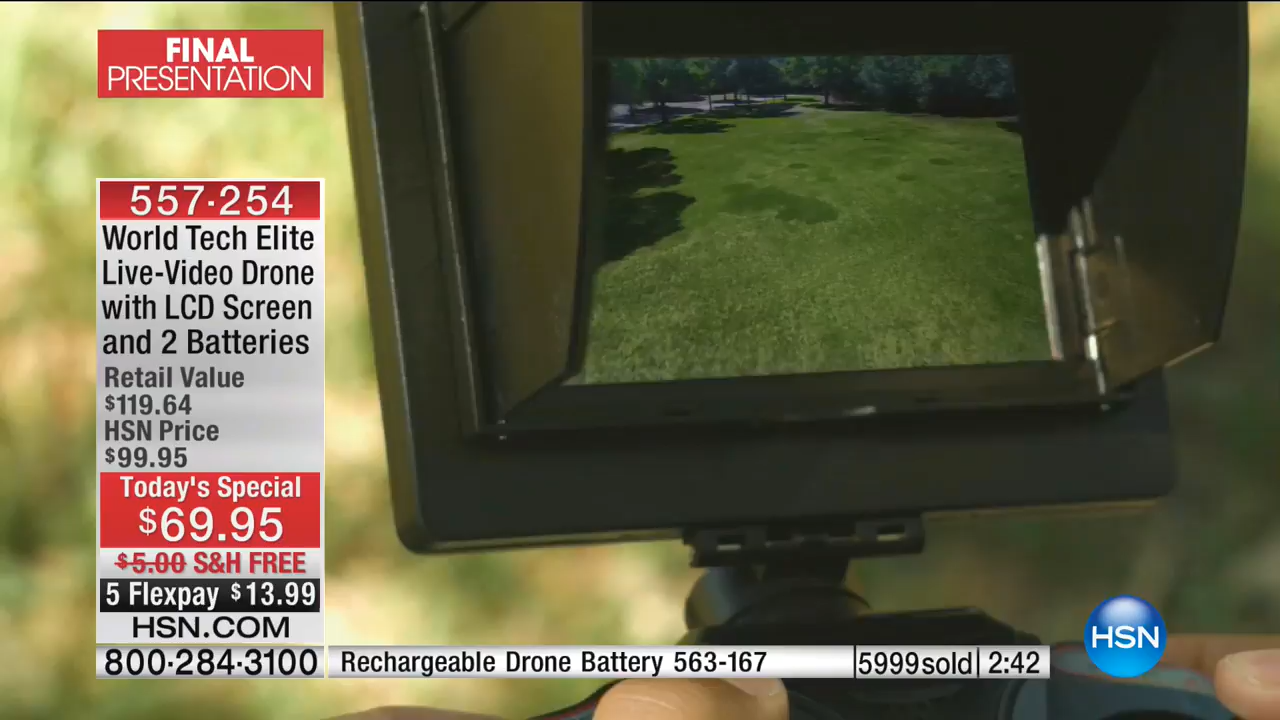 FINAL
PRESENTATION
557·254
World Tech Elite
Live-Video Drone
with LCD Screen
and 2 Batteries
Retail Value
$119.64
HSN Price
$99.95
Today's Special
$69.95
$5.00 S&H FREE
5 Flexpay $13.99
HSN.COM
800·284·3100
Rechargeable Drone Battery 563-167
5999sold
2:42
HSN